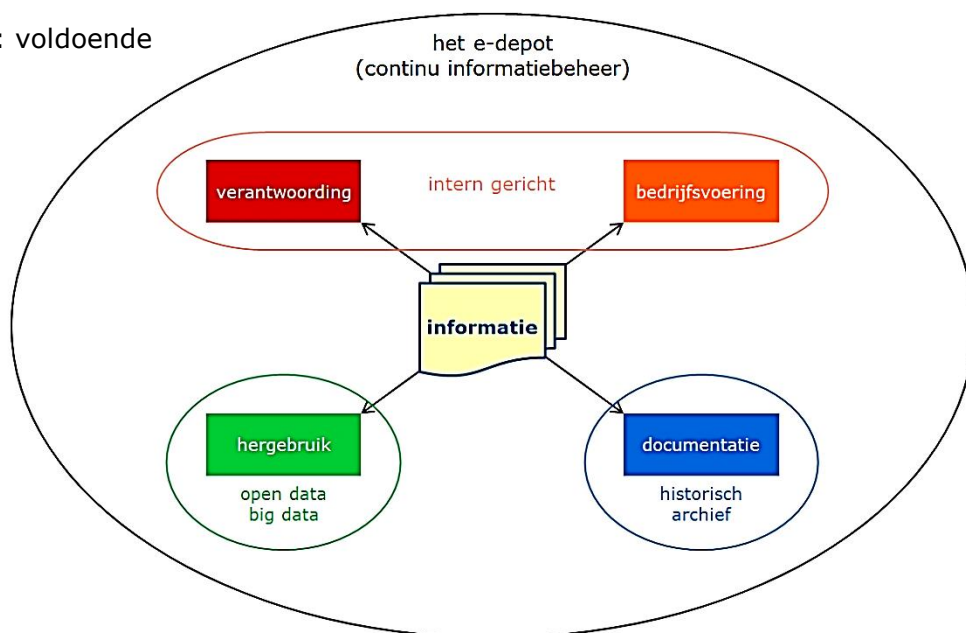 : voldoende
het e-depot
(continu informatiebeheer)
verantwoording
intern gericht
bedrijfsvoering
informatie
hergebruik
documentatie
open data
big data
historisch
archief